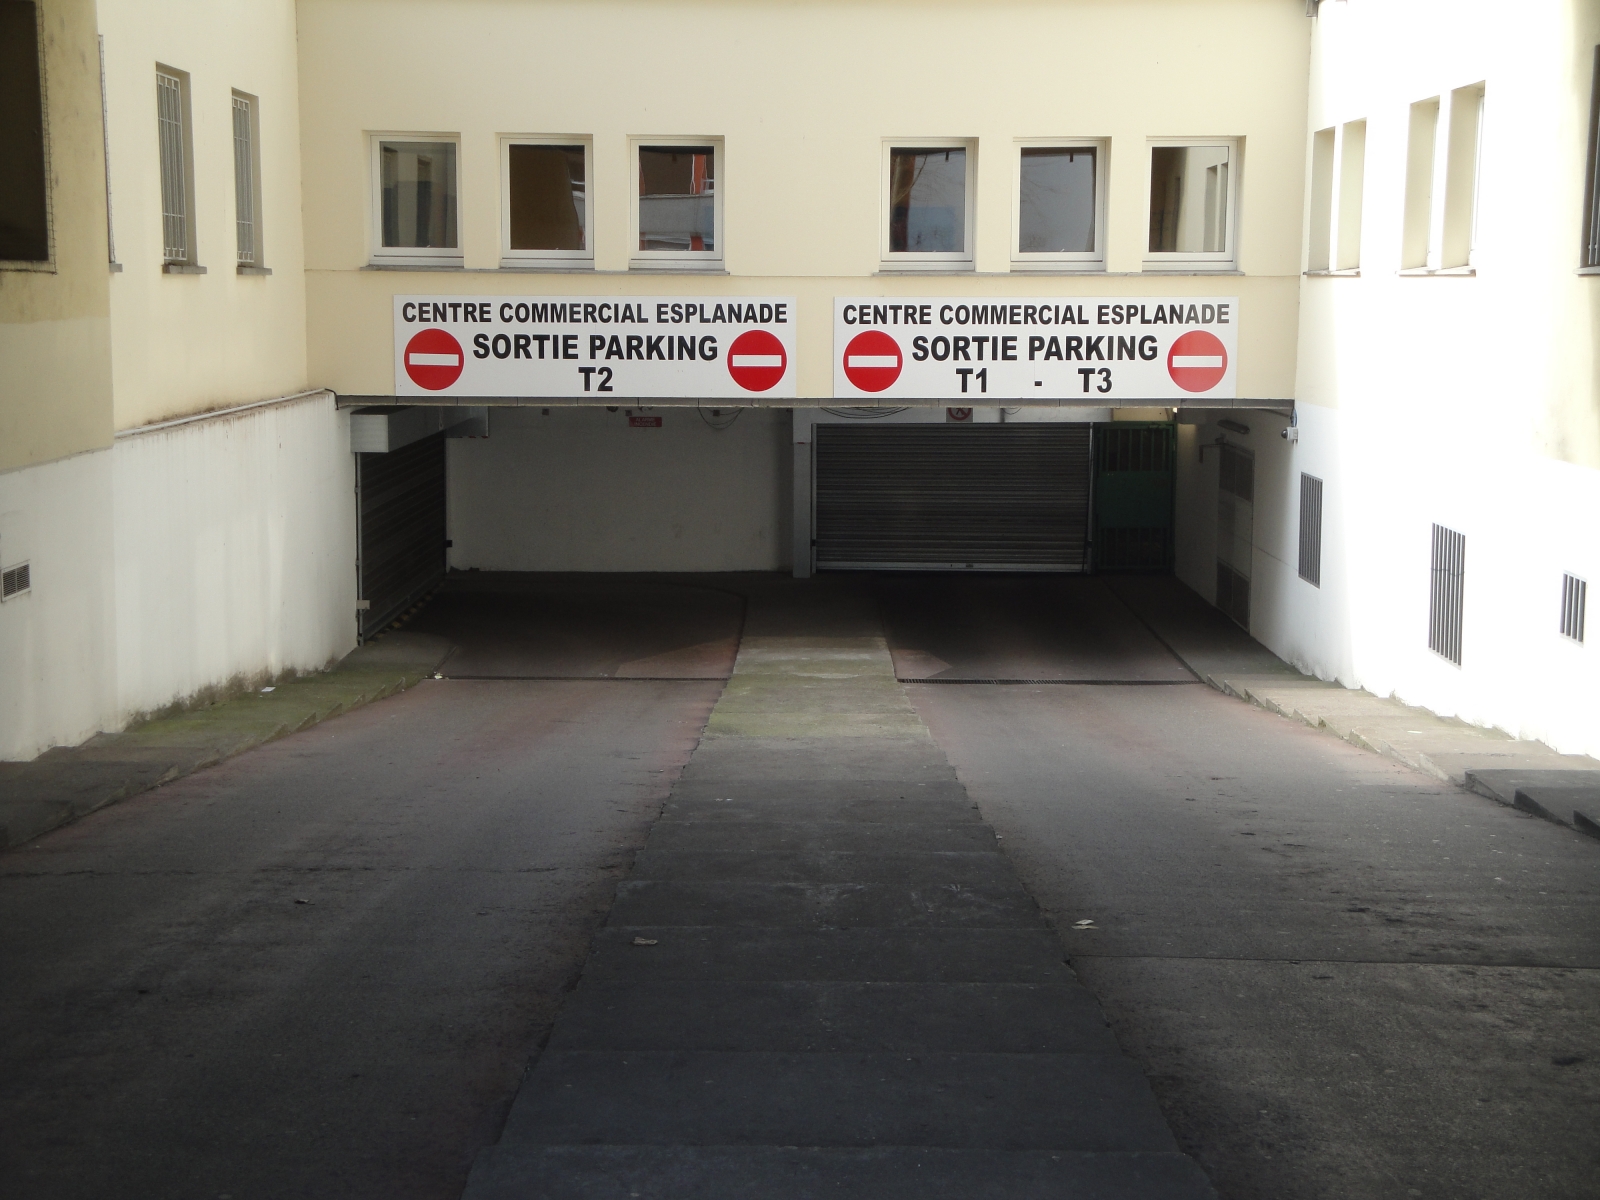 CENTRE COMMERCIAL ESPLANADE
SORTIE PARKING
T2
CENTRE COMMERCIAL ESPLANADE
SORTIE PARKING
T1 - T3